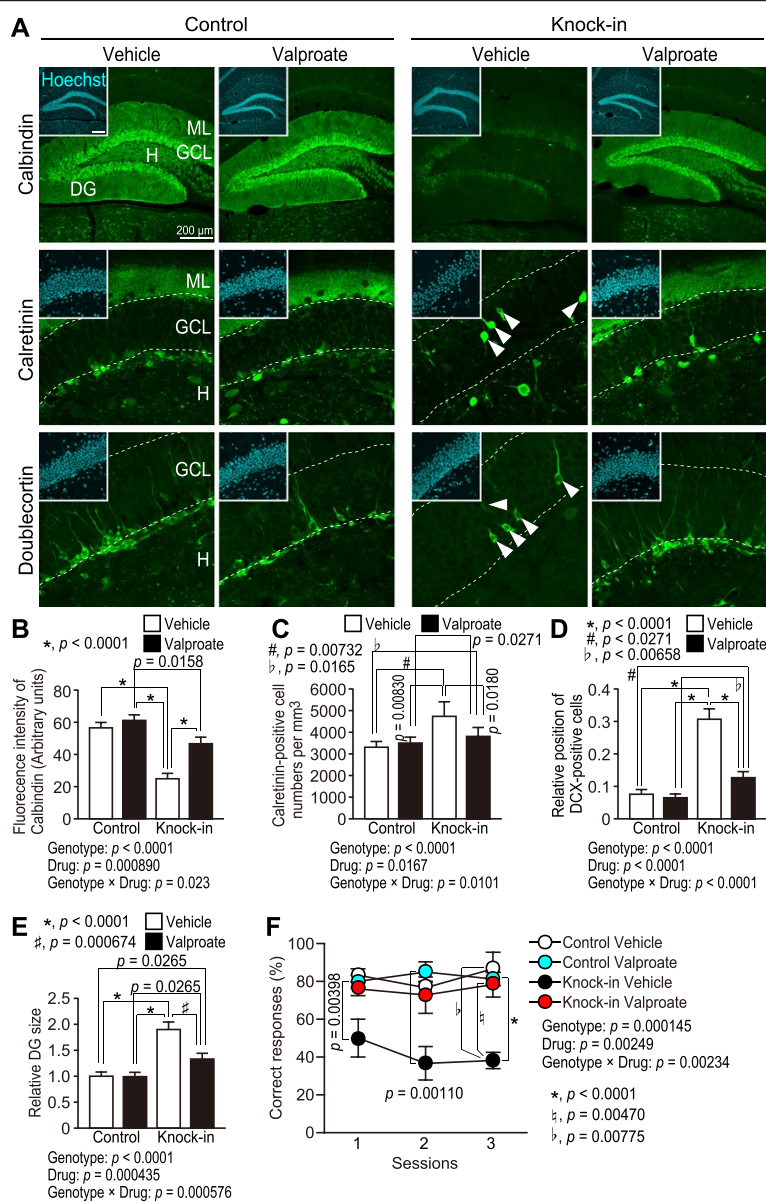 A
Control
Knock-in
Vehicle
Valproate
Vehicle
Valproate
Calbindin
Hoechst
ML
H
GCL
DG
200 µm
Calretinin
ML
GCL
H
Doublecortin
GCL
H
B
Vehicle
Valproate
*, p < 0.0001
p = 0.0158
*
*
*
Fluorecence intensity of
Calbindin (Arbitrary units)
80
60
40
20
0
Control
Knock-in
Genotype: p < 0.0001
Drug: p = 0.000890
Genotype × Drug: p = 0.023
C
Vehicle
Valproate
#, p = 0.00732
♭, p = 0.0165
♭
p = 0.0271
#
p = 0.00830
p = 0.0180
Calretinin-positive cell
numbers per mm3
6000
5000
4000
3000
2000
1000
0
Control
Knock-in
Genotype: p < 0.0001
Drug: p = 0.0167
Genotype × Drug: p = 0.0101
D
*, p < 0.0001
#, p < 0.0271
♭, p < 0.00658
Vehicle
Valproate
#
*
♭
*
*
Relative position of
DCX-positive cells
0.4
0.3
0.2
0.1
0
Control
Knock-in
Genotype: p < 0.0001
Drug: p < 0.0001
Genotype × Drug: p < 0.0001
E
*, p < 0.0001
♯, p = 0.000674
Vehicle
Valproate
p = 0.0265
p = 0.0265
*
*
♯
Relative DG size
2.5
2.0
1.5
1.0
0.5
0
Control
Knock-in
Genotype: p < 0.0001
Drug: p = 0.000435
Genotype × Drug: p = 0.000576
F
Correct responses (%)
100
80
60
40
20
0
p = 0.00398
p = 0.00110
♭
♮
*
1
2
3
Sessions
Control Vehicle
Control Valproate
Knock-in Vehicle
Knock-in Valproate
Genotype: p = 0.000145
Drug: p = 0.00249
Genotype × Drug: p = 0.00234
*, p < 0.0001
♮, p = 0.00470
♭, p = 0.00775